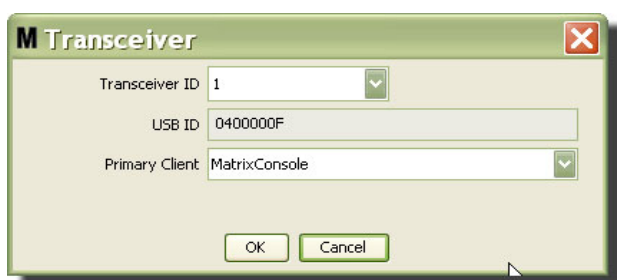 M Transceiver
Transceiver ID 1
USB ID 0400000F
Primary Client MatrixConsole
OK Cancel